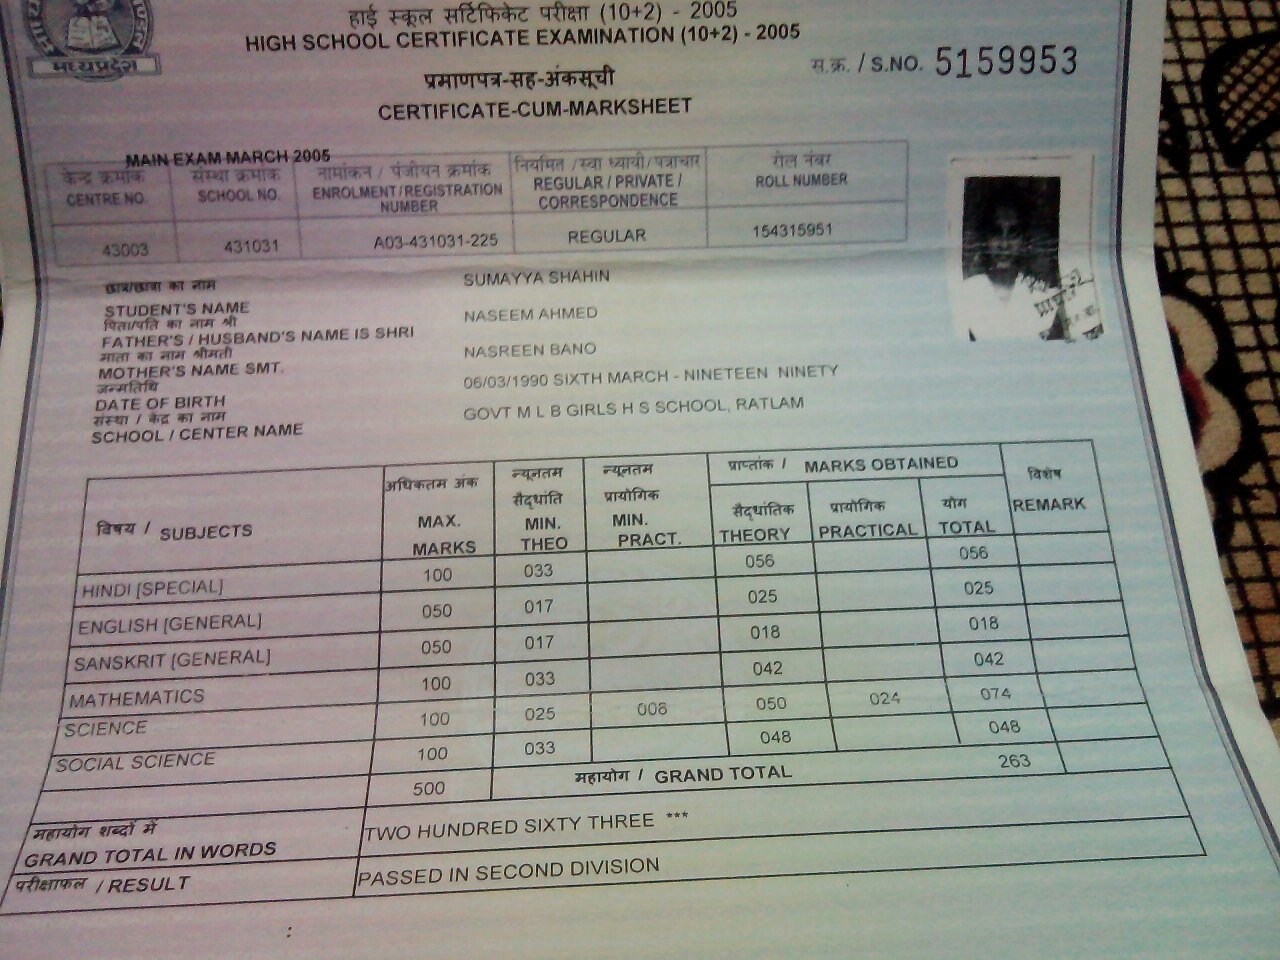 हाई स्कूल सर्टिफिकेट परीक्षा (10+2) - 2005
HIGH SCHOOL CERTIFICATE EXAMINATION (10+2) - 2005
मध्यप्रदेश
स.क्र. / S.NO. 5159953
प्रमाणपत्र-सह-अंकसूची
CERTIFICATE-CUM-MARKSHEET
MAIN EXAM MARCH 2005
केन्द्र क्रमांक संस्था क्रमांक नामांकन / पंजीयन क्रमांक नियमित / स्वाध्यायी / पत्राचार रोल नंबर
CENTRE NO. SCHOOL NO. ENROLMENT / REGISTRATION NUMBER REGULAR / PRIVATE / CORRESPONDENCE ROLL NUMBER
43003 431031 A03-431031-225 REGULAR 154315951
छात्र/छात्रा का नाम SUMAYYA SHAHIN
STUDENT'S NAME
पिता/पति का नाम श्री NASEEM AHMED
FATHER'S / HUSBAND'S NAME IS SHRI
माता का नाम श्रीमती NASREEN BANO
MOTHER'S NAME SMT.
जन्मतिथि 06/03/1990 SIXTH MARCH - NINETEEN NINETY
DATE OF BIRTH
संस्था / केंद्र का नाम GOVT M L B GIRLS H S SCHOOL, RATLAM
SCHOOL / CENTER NAME
विषय / SUBJECTS अधिकतम अंक MAX. MARKS न्यूनतम सैद्धांति MIN. THEO न्यूनतम प्रायोगिक MIN. PRACT. प्राप्तांक / MARKS OBTAINED विशेष REMARK
सैद्धांतिक THEORY प्रायोगिक PRACTICAL योग TOTAL
HINDI [SPECIAL] 100 033 056 056
ENGLISH [GENERAL] 050 017 025 025
SANSKRIT [GENERAL] 050 017 018 018
MATHEMATICS 100 033 042 042
SCIENCE 100 025 008 050 024 074
SOCIAL SCIENCE 100 033 048 048
500 महायोग / GRAND TOTAL 263
महायोग शब्दों में
GRAND TOTAL IN WORDS TWO HUNDRED SIXTY THREE ***
परीक्षाफल / RESULT PASSED IN SECOND DIVISION